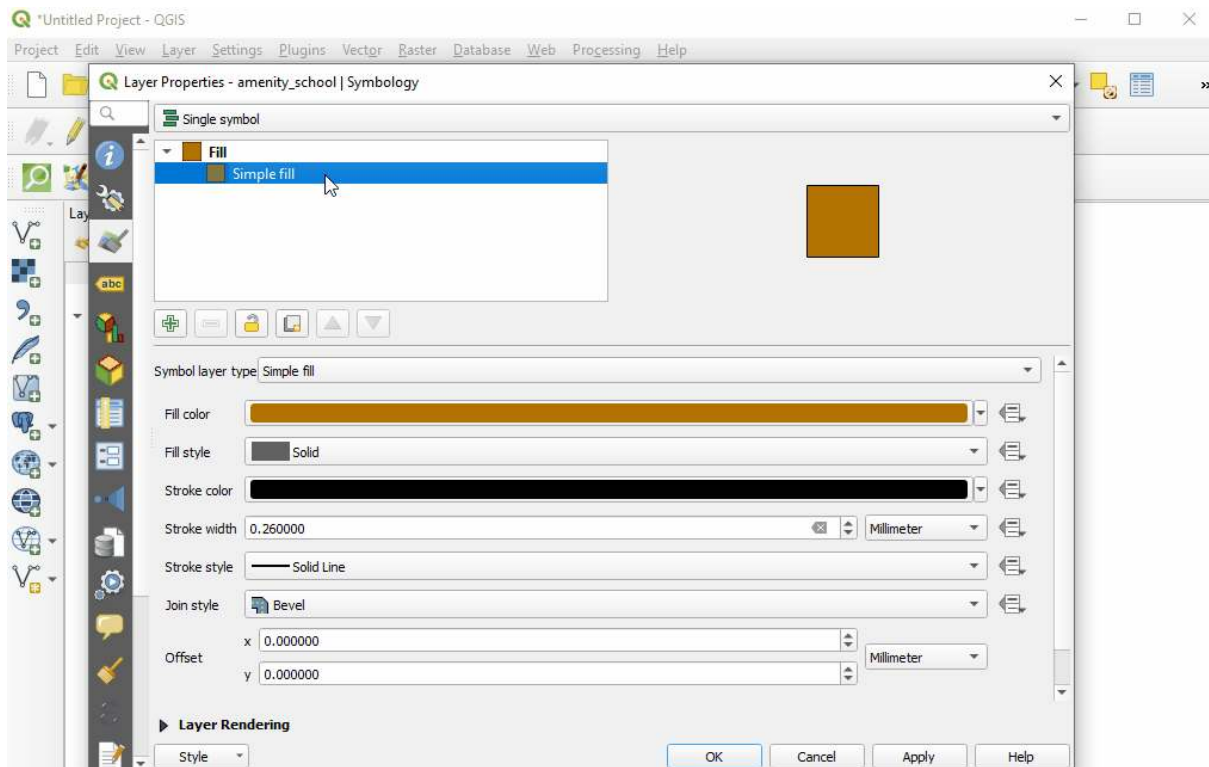 *Untitled Project - QGIS
Project Edit View Layer Settings Plugins Vector Raster Database Web Processing Help
Layer Properties - amenity_school | Symbology
Single symbol
Fill
Simple fill
Lay
abc
Symbol layer type Simple fill
Fill color
Fill style Solid
Stroke color
Stroke width 0.260000 Millimeter
Stroke style Solid Line
Join style Bevel
Offset x 0.000000 Millimeter
y 0.000000
Layer Rendering
Style OK Cancel Apply Help